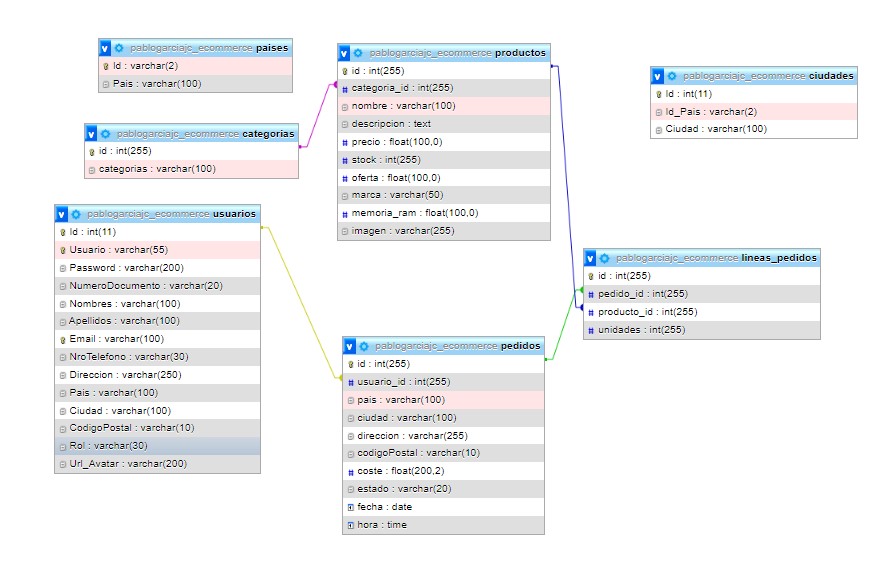 v pablogarciajc_ecommerce paises
Id : varchar(2)
Pais : varchar(100)
v pablogarciajc_ecommerce categorias
id : int(255)
categorias : varchar(100)
v pablogarciajc_ecommerce usuarios
Id : int(11)
Usuario : varchar(55)
Password : varchar(200)
NumeroDocumento : varchar(20)
Nombres : varchar(100)
Apellidos : varchar(100)
Email : varchar(100)
NroTelefono : varchar(30)
Direccion : varchar(250)
Pais : varchar(100)
Ciudad : varchar(100)
CodigoPostal : varchar(10)
Rol : varchar(30)
Url_Avatar : varchar(200)
v pablogarciajc_ecommerce productos
id : int(255)
# categoria_id : int(255)
nombre : varchar(100)
descripcion : text
# precio : float(100,0)
# stock : int(255)
# oferta : float(100,0)
marca : varchar(50)
# memoria_ram : float(100,0)
imagen : varchar(255)
v pablogarciajc_ecommerce pedidos
id : int(255)
# usuario_id : int(255)
pais : varchar(100)
ciudad : varchar(100)
direccion : varchar(255)
codigoPostal : varchar(10)
# coste : float(200,2)
estado : varchar(20)
fecha : date
hora : time
v pablogarciajc_ecommerce ciudades
Id : int(11)
Id_Pais : varchar(2)
Ciudad : varchar(100)
v pablogarciajc_ecommerce lineas_pedidos
id : int(255)
# pedido_id : int(255)
# producto_id : int(255)
# unidades : int(255)